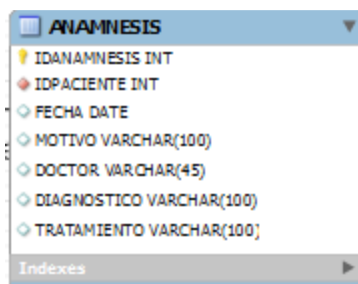 ANAMNESIS
IDANAMNESIS INT
IDPACIENTE INT
FECHA DATE
MOTIVO VARCHAR(100)
DOCTOR VARCHAR(45)
DIAGNOSTICO VARCHAR(100)
TRATAMIENTO VARCHAR(100)
Indexes